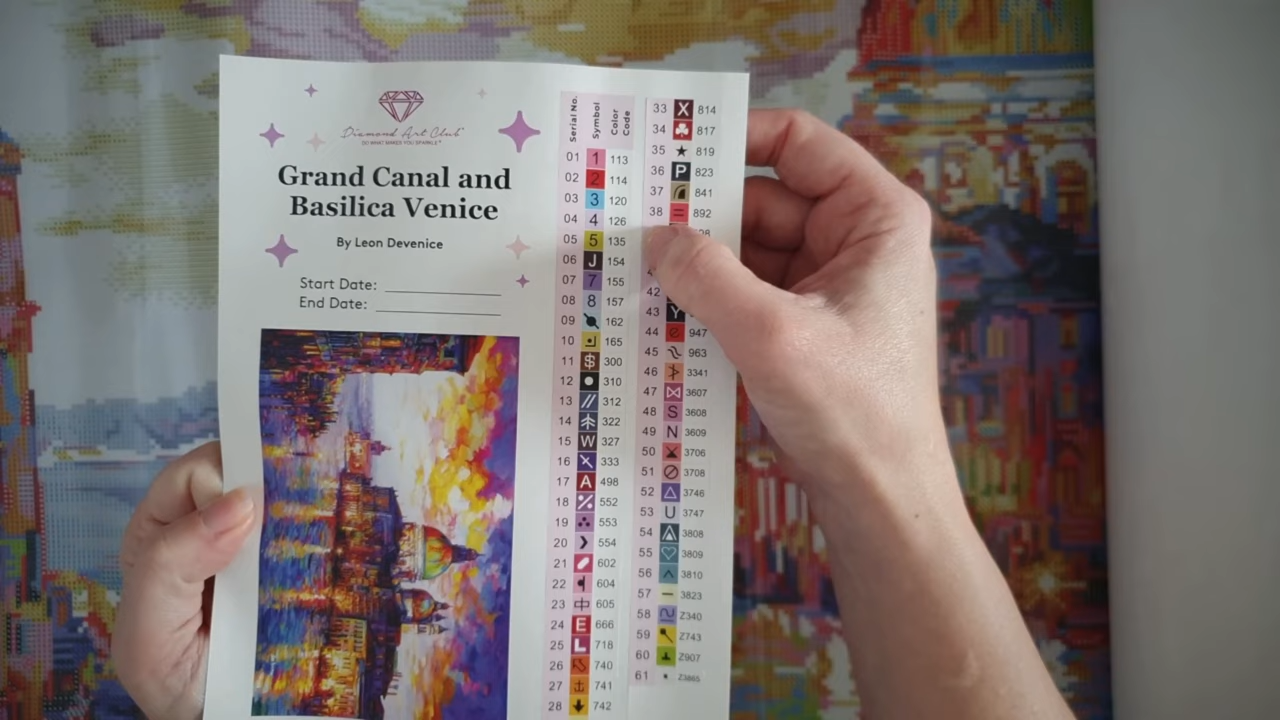 Diamond Art Club
DO WHAT MAKES YOU SPARKLE
Grand Canal and
Basilica Venice
By Leon Devenice
Start Date:
End Date:
Serial No. Symbol Color Code
01 1 113
02 2 114
03 3 120
04 4 126
05 5 135
06 J 154
07 7 155
08 8 157
09 162
10 165
11 $ 300
12 310
13 // 312
14 322
15 W 327
16 333
17 A 498
18 552
19 553
20 554
21 602
22 604
23 605
24 E 666
25 L 718
26 740
27 741
28 742
33 X 814
34 817
35 ★ 819
36 P 823
37 841
38 = 892
42
43 Y
44 e 947
45 963
46 3341
47 3607
48 S 3608
49 N 3609
50 3706
51 3708
52 3746
53 U 3747
54 3808
55 3809
56 3810
57 3823
58 Z340
59 Z743
60 Z907
61 Z3865